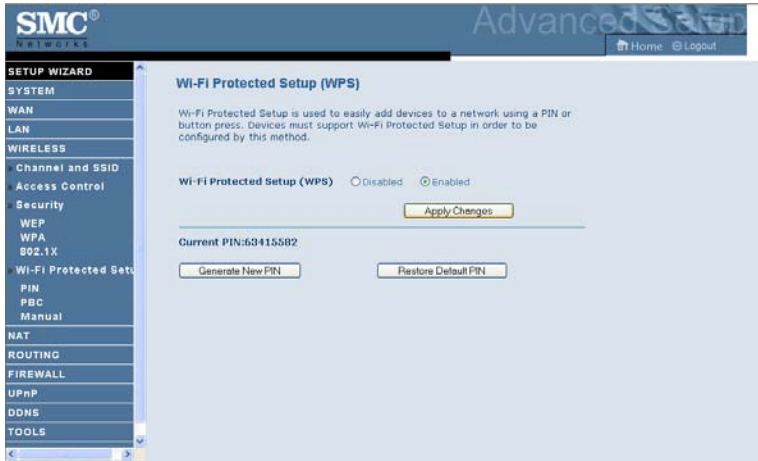 SMC®
Networks
Advanced Setup
Home Logout
SETUP WIZARD
SYSTEM
WAN
LAN
WIRELESS
Channel and SSID
Access Control
Security
WEP
WPA
802.1X
Wi-Fi Protected Setu
PIN
PBC
Manual
NAT
ROUTING
FIREWALL
UPnP
DDNS
TOOLS
Wi-Fi Protected Setup (WPS)
Wi-Fi Protected Setup is used to easily add devices to a network using a PIN or
button press. Devices must support Wi-Fi Protected Setup in order to be
configured by this method.
Wi-Fi Protected Setup (WPS) Disabled Enabled
Apply Changes
Current PIN:63415582
Generate New PIN Restore Default PIN